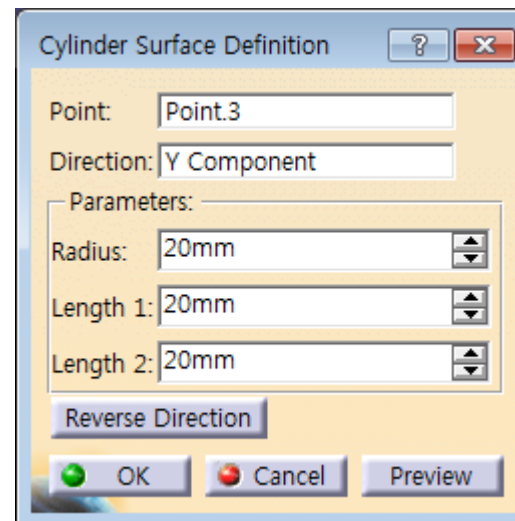 Cylinder Surface Definition ?
Point: Point.3
Direction: Y Component
Parameters:
Radius: 20mm
Length 1: 20mm
Length 2: 20mm
Reverse Direction
OK Cancel Preview